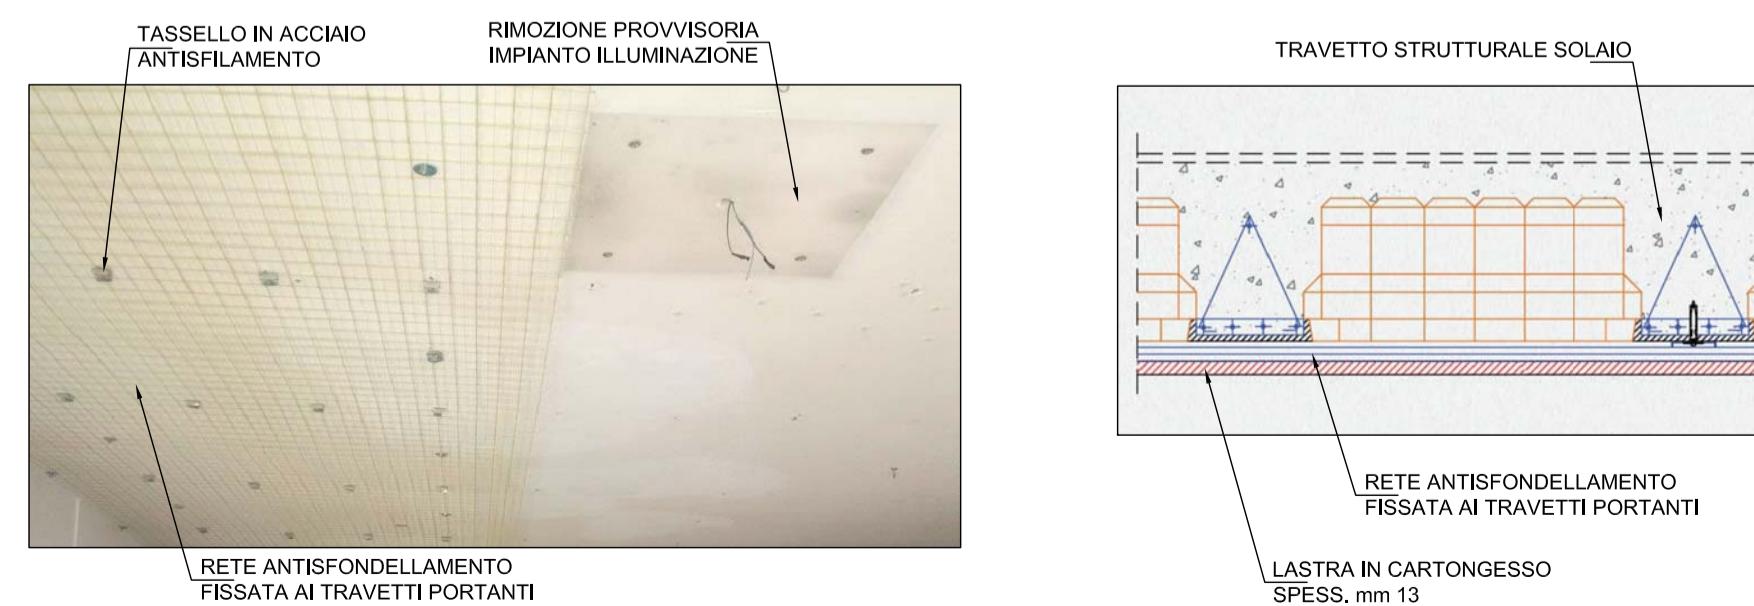 TASSELLO IN ACCIAIO
ANTISFILAMENTO
RIMOZIONE PROVVISORIA
IMPIANTO ILLUMINAZIONE
TRAVETTO STRUTTURALE SOLAIO
RETE ANTISFONDELLAMENTO
FISSATA AI TRAVETTI PORTANTI
RETE ANTISFONDELLAMENTO
FISSATA AI TRAVETTI PORTANTI
LASTRA IN CARTONGESSO
SPESS. mm 13